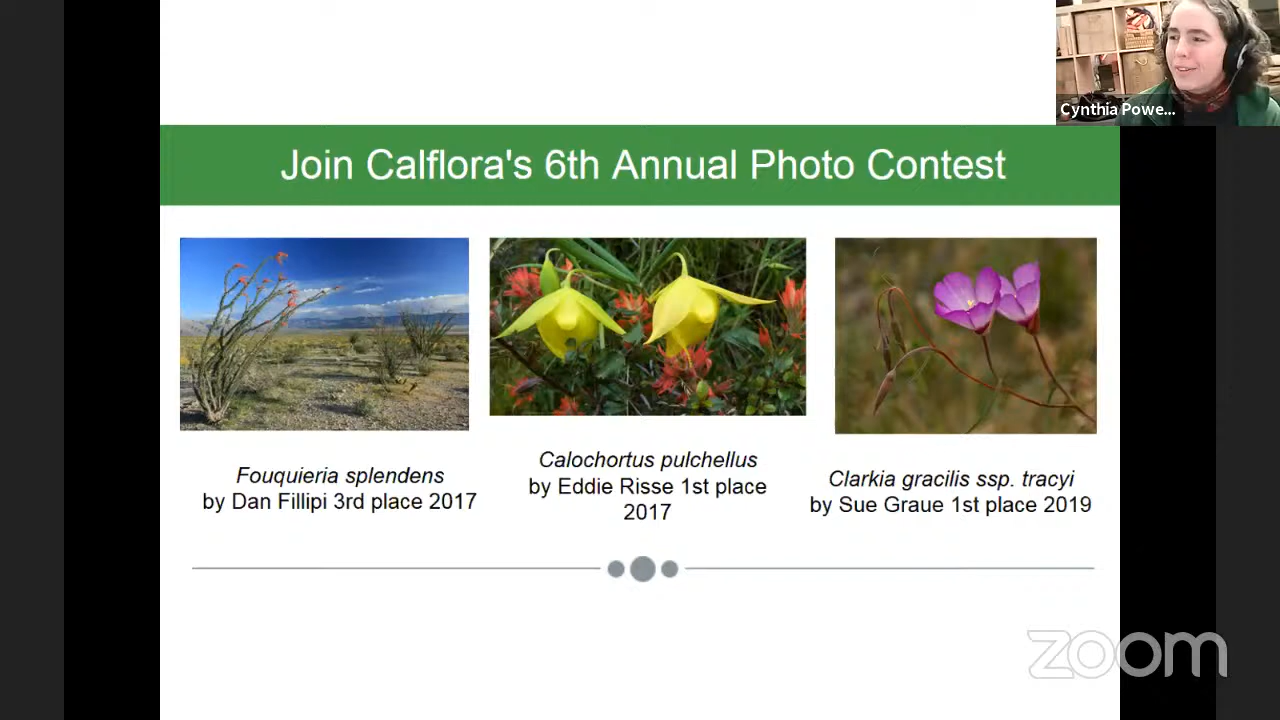 Cynthia Powe...
Join Calflora's 6th Annual Photo Contest
Fouquieria splendens
by Dan Fillipi 3rd place 2017
Calochortus pulchellus
by Eddie Risse 1st place
2017
Clarkia gracilis ssp. tracyi
by Sue Graue 1st place 2019
zoom